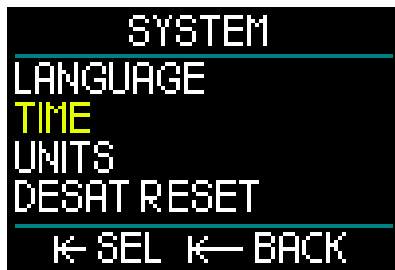 SYSTEM
LANGUAGE
TIME
UNITS
DESAT RESET
SEL BACK